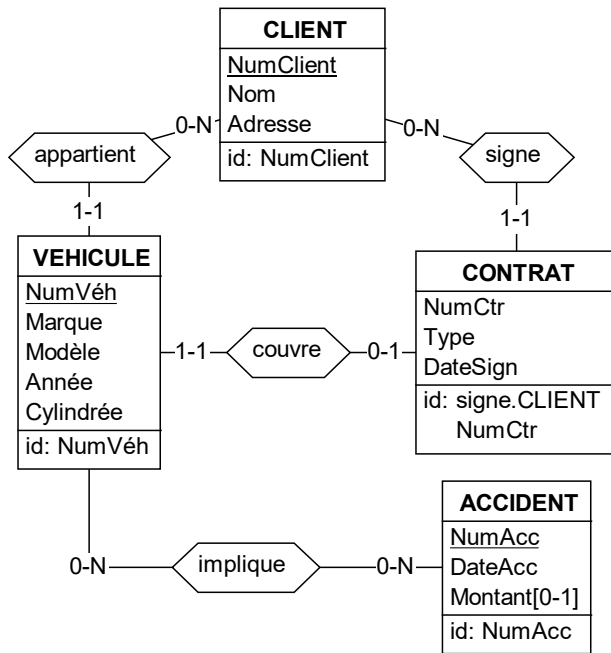 CLIENT
NumClient
Nom
Adresse
id: NumClient
0-N
0-N
appartient
signe
1-1
1-1
VEHICULE
NumVéh
Marque
Modèle
Année
Cylindrée
id: NumVéh
1-1
couvre
0-1
CONTRAT
NumCtr
Type
DateSign
id: signe.CLIENT
NumCtr
0-N
implique
0-N
ACCIDENT
NumAcc
DateAcc
Montant[0-1]
id: NumAcc